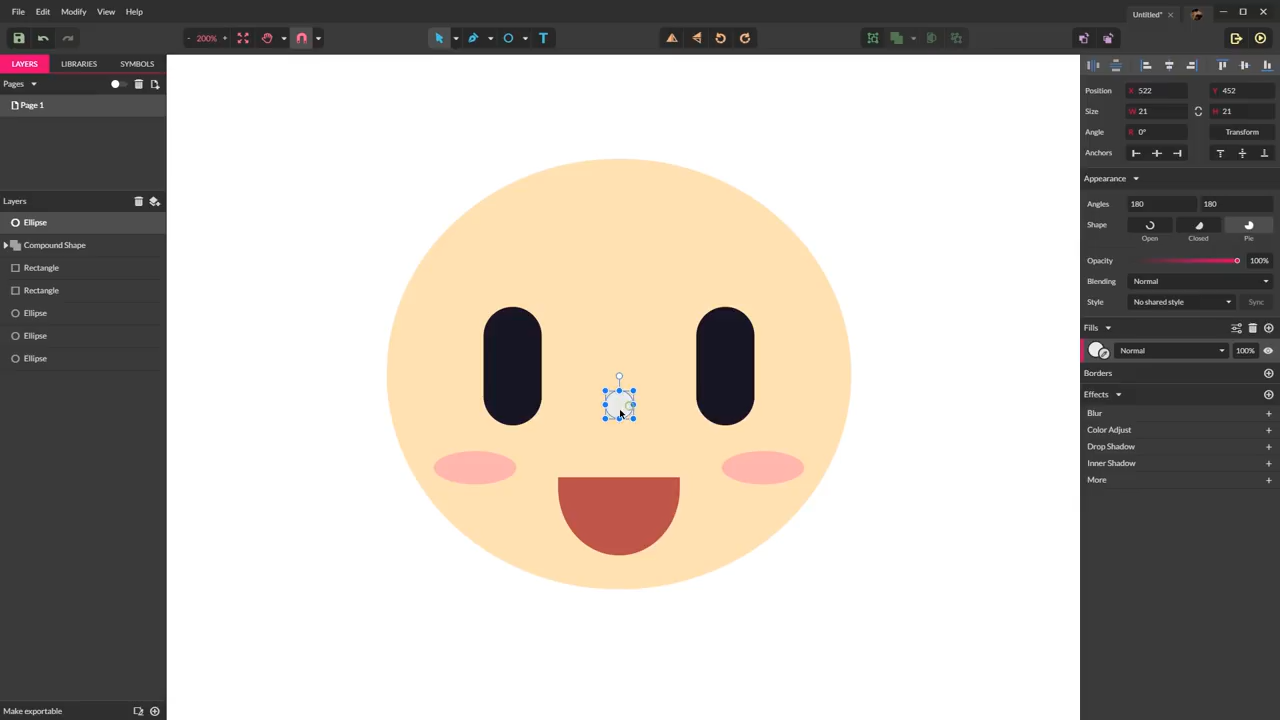 File Edit Modify View Help
Untitled*
- 200% +
T
LAYERS LIBRARIES SYMBOLS
Pages
Page 1
Layers
Ellipse
Compound Shape
Rectangle
Rectangle
Ellipse
Ellipse
Ellipse
Make exportable
Position X 522 Y 452
Size W 21 H 21
Angle R 0° Transform
Anchors
Appearance
Angles 180 180
Shape
Open Closed Pie
Opacity 100%
Blending Normal
Style No shared style Sync
Fills
Normal 100%
Borders
Effects
Blur +
Color Adjust +
Drop Shadow +
Inner Shadow +
More +